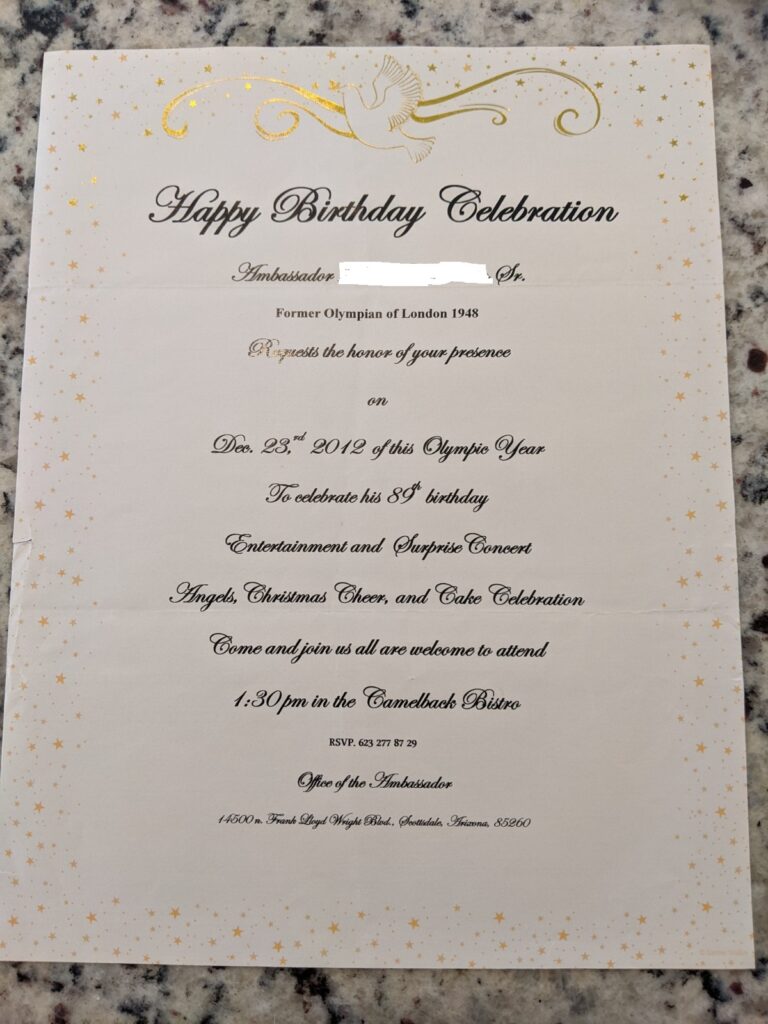 Happy Birthday Celebration
Ambassador Sr.
Former Olympian of London 1948
Requests the honor of your presence
on
Dec. 23,rd 2012 of this Olympic Year
To celebrate his 89th birthday
Entertainment and Surprise Concert
Angels, Christmas Cheer, and Cake Celebration
Come and join us all are welcome to attend
1:30pm in the Camelback Bistro
RSVP. 623 277 87 29
Office of the Ambassador
14500 n. Frank Lloyd Wright Blvd., Scottsdale, Arizona, 85260